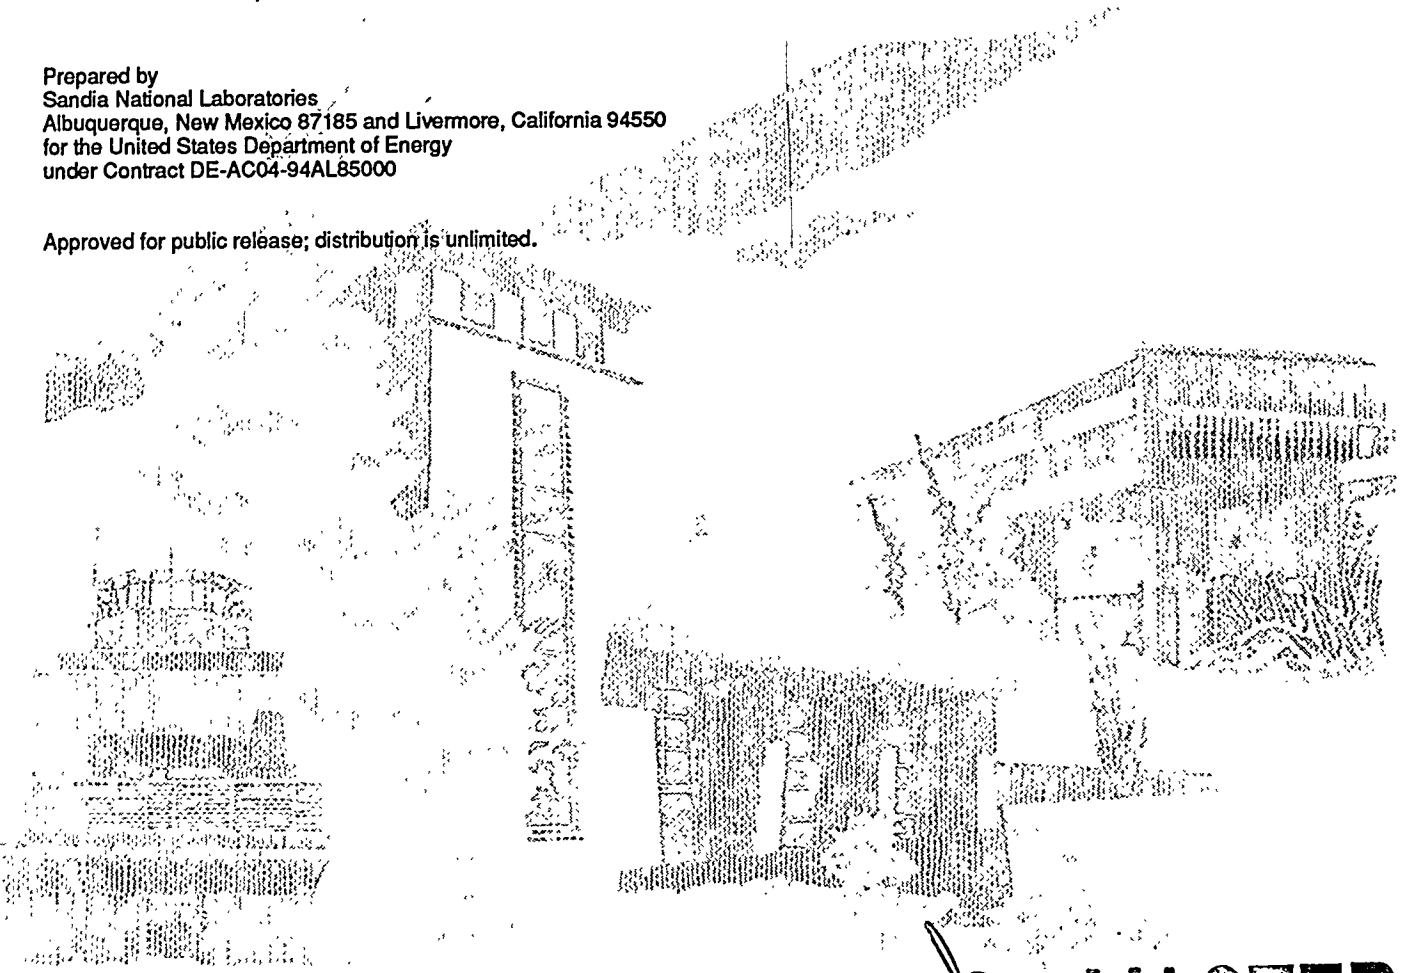 Prepared by
Sandia National Laboratories
Albuquerque, New Mexico 87185 and Livermore, California 94550
for the United States Department of Energy
under Contract DE-AC04-94AL85000
Approved for public release; distribution is unlimited.